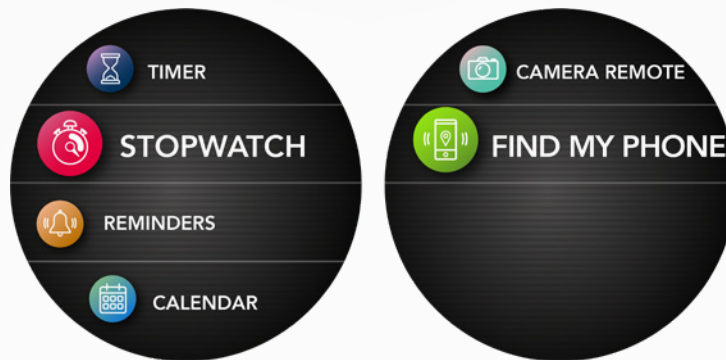 TIMER
STOPWATCH
REMINDERS
CALENDAR
CAMERA REMOTE
FIND MY PHONE